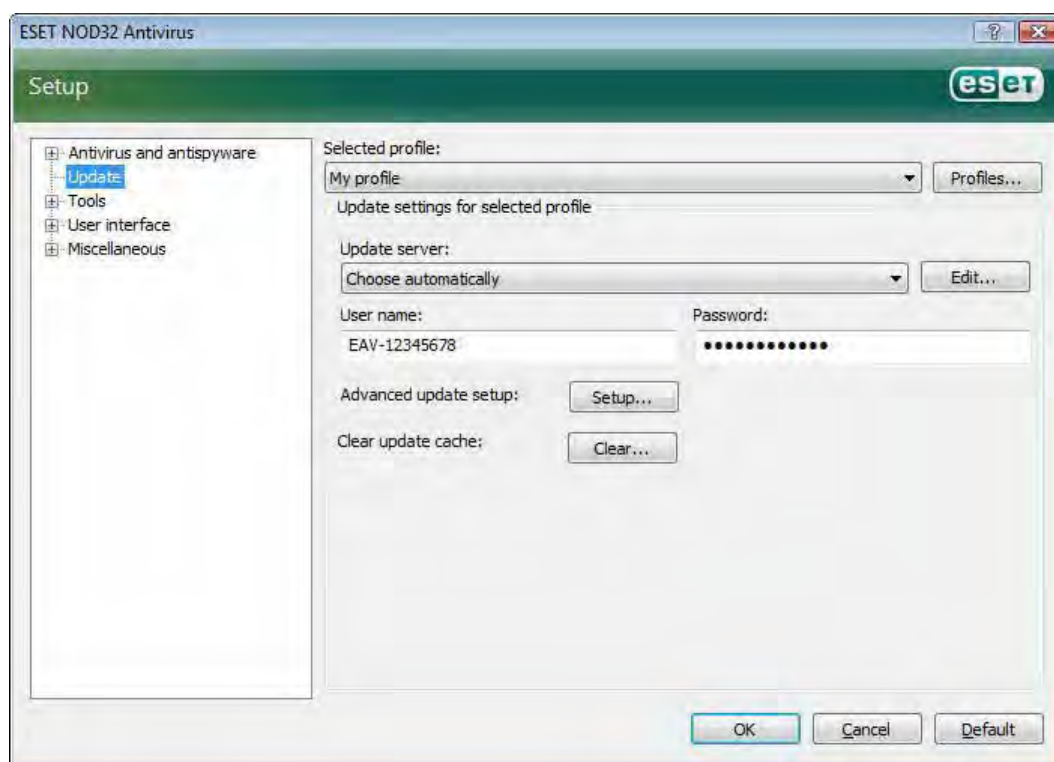 ESET NOD32 Antivirus
Setup
eseT
Antivirus and antispyware
Update
Tools
User interface
Miscellaneous
Selected profile:
My profile
Profiles...
Update settings for selected profile
Update server:
Choose automatically
Edit...
User name:
Password:
EAV-12345678
••••••••••••
Advanced update setup:
Setup...
Clear update cache:
Clear...
OK
Cancel
Default